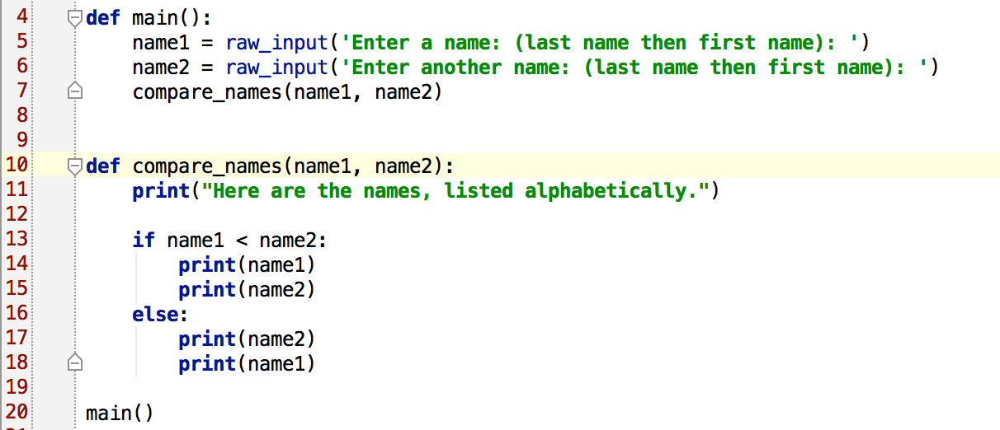 4 def main():
5     name1 = raw_input('Enter a name: (last name then first name): ')
6     name2 = raw_input('Enter another name: (last name then first name): ')
7     compare_names(name1, name2)
8
9
10 def compare_names(name1, name2):
11     print("Here are the names, listed alphabetically.")
12
13     if name1 < name2:
14         print(name1)
15         print(name2)
16     else:
17         print(name2)
18         print(name1)
19
20 main()